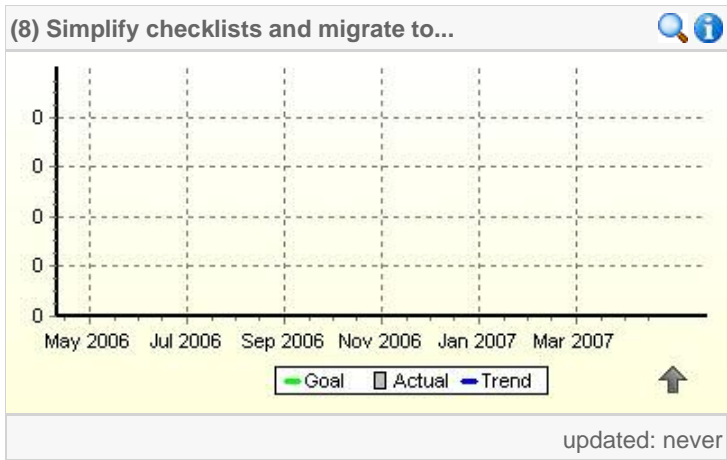 (8) Simplify checklists and migrate to...
0
0
0
0
0
May 2006 Jul 2006 Sep 2006 Nov 2006 Jan 2007 Mar 2007
Goal Actual Trend
updated: never